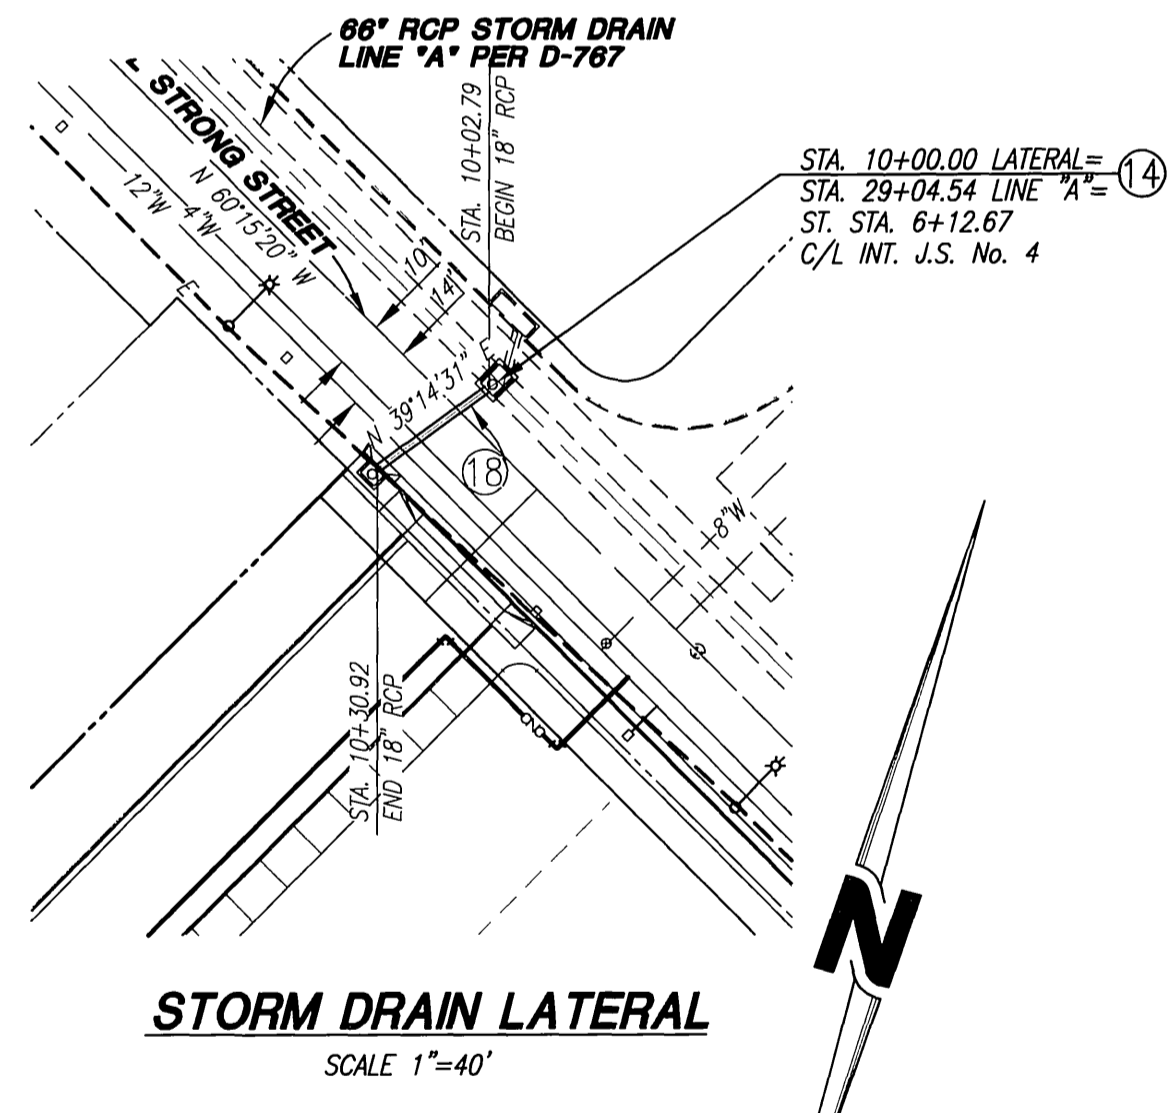 66" RCP STORM DRAIN
LINE "A" PER D-767
STA. 10+02.79
BEGIN 18" RCP
STA. 10+00.00 LATERAL=
14
STA. 29+04.54 LINE "A"=
ST. STA. 6+12.67
C/L INT. J.S. No. 4
STRONG STREET
N 60°15'20" W
12"W
4"W
10'
14'
E
N 39°14'31" E
18
8"W
STA. 10+30.92
END 18" RCP
N
STORM DRAIN LATERAL
SCALE 1"=40'